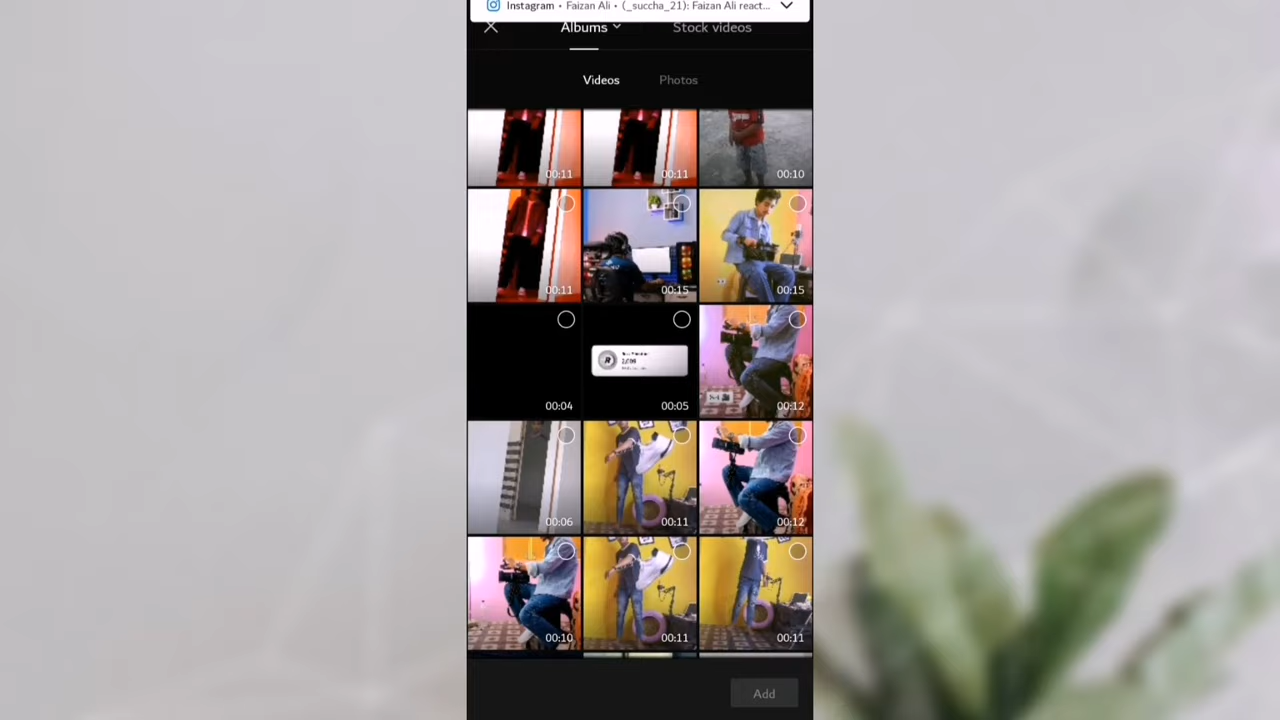 Instagram • Faizan Ali • (_succha_21): Faizan Ali react...
Albums
Stock videos
Videos
Photos
00:11
00:11
00:10
00:11
00:15
00:15
00:04
R
2,000
00:05
00:12
00:06
00:11
00:12
00:10
00:11
00:11
Add